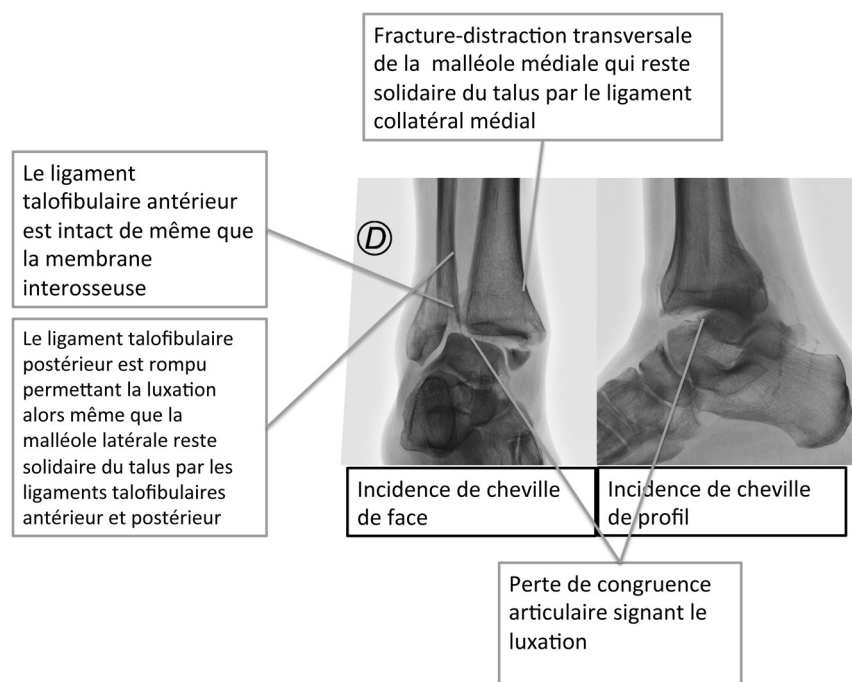 Fracture-distraction transversale
de la malléole médiale qui reste
solidaire du talus par le ligament
collatéral médial
Le ligament
talofibulaire antérieur
est intact de même que
la membrane
interosseuse
Le ligament talofibulaire
postérieur est rompu
permettant la luxation
alors même que la
malléole latérale reste
solidaire du talus par les
ligaments talofibulaires
antérieur et postérieur
D
Incidence de cheville
de face
Incidence de cheville
de profil
Perte de congruence
articulaire signant le
luxation